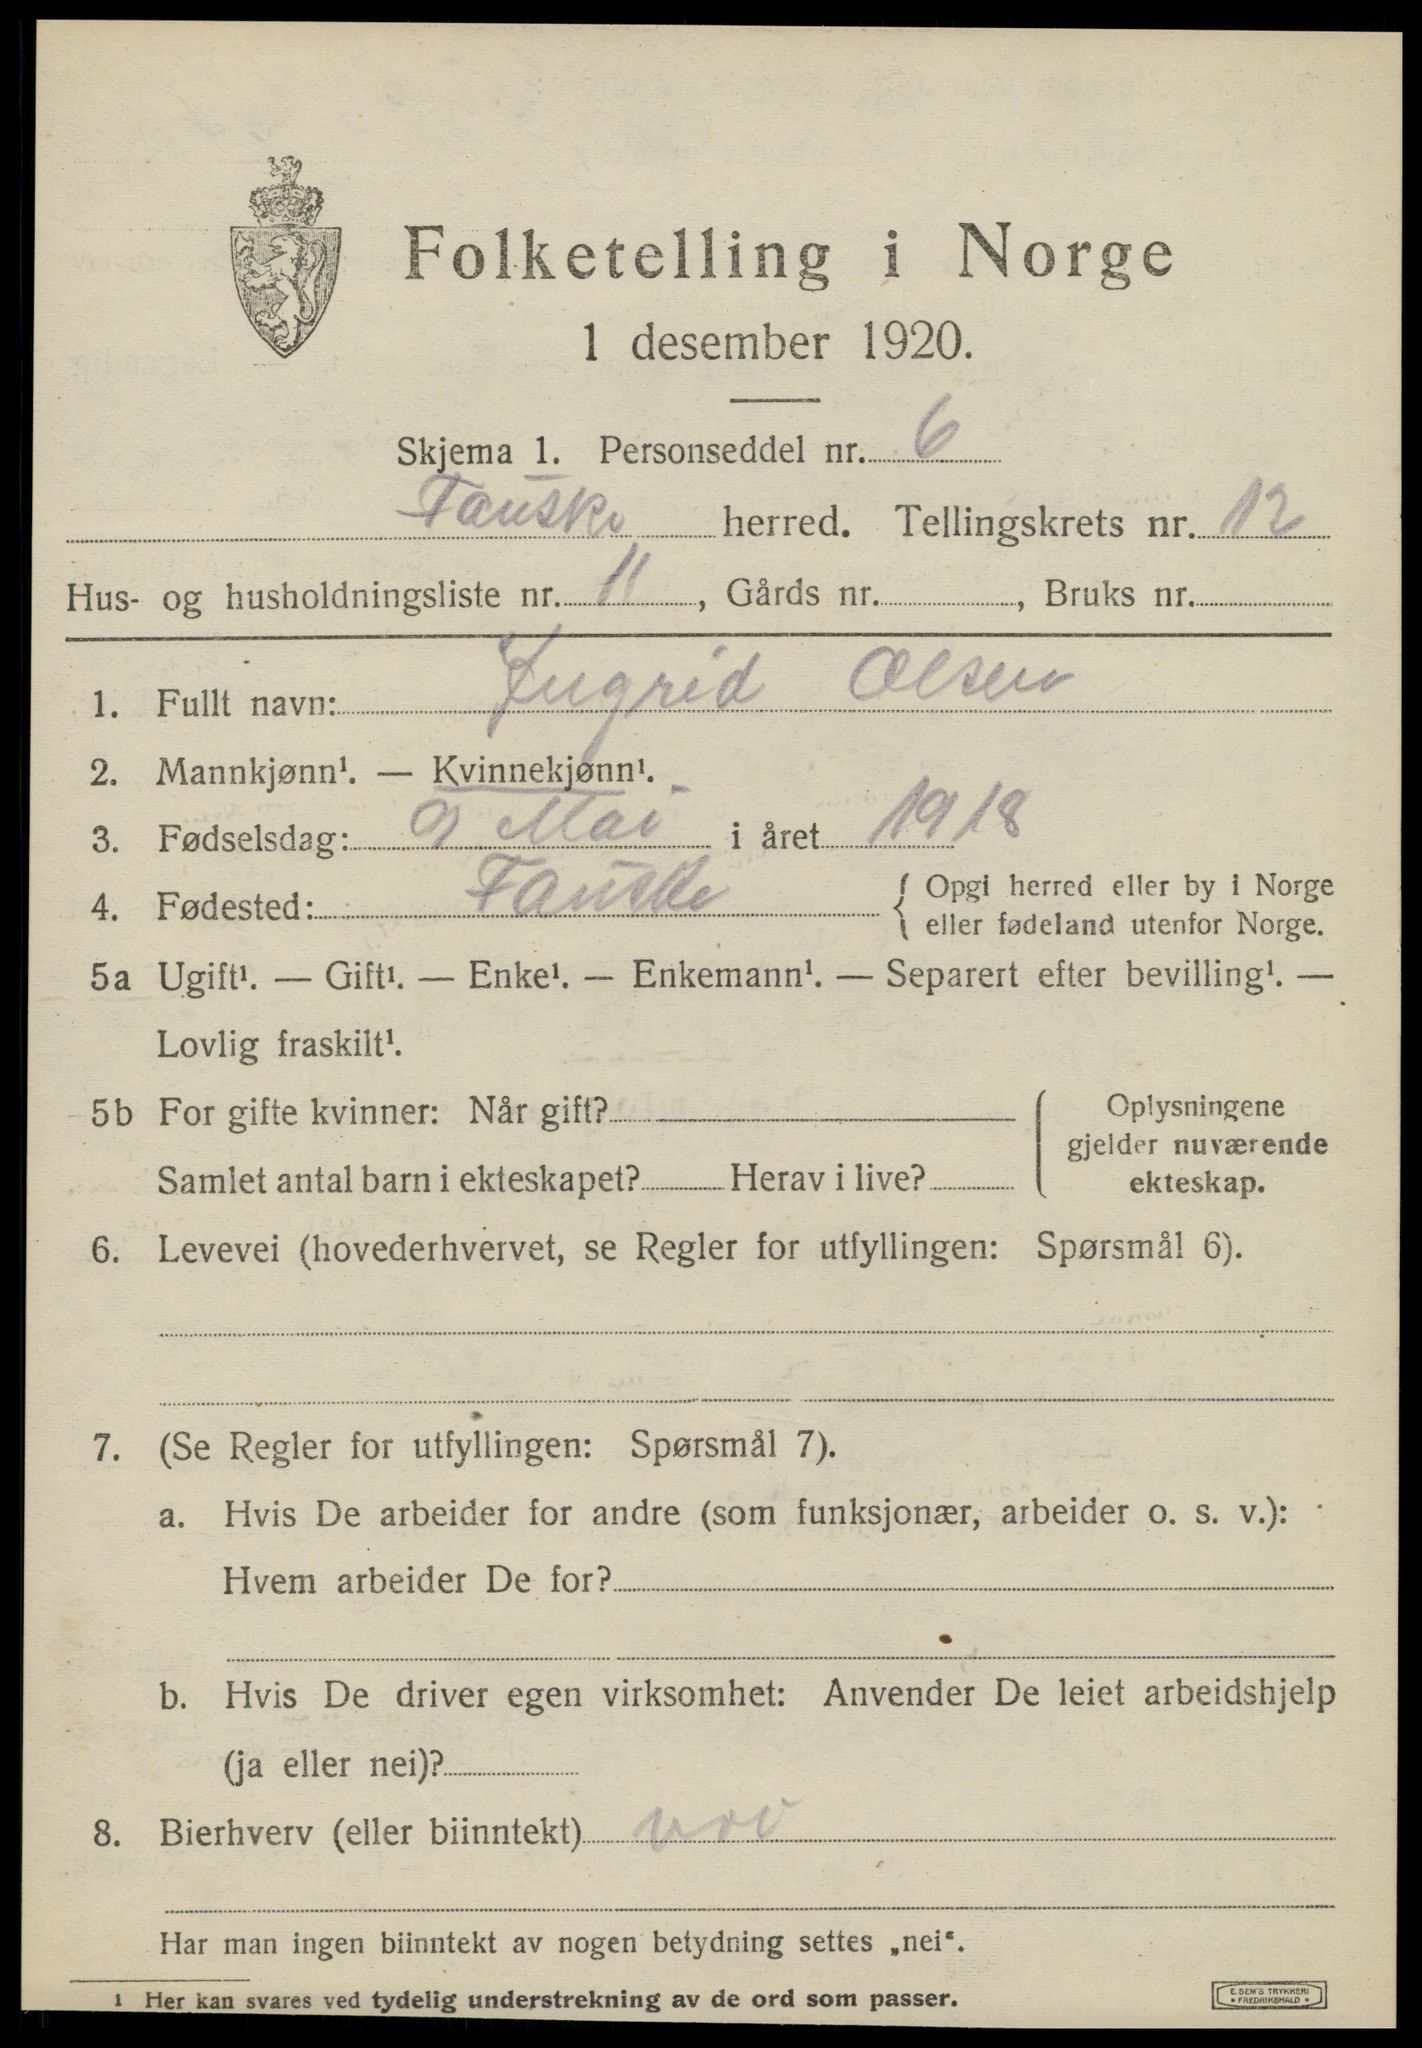 Folketelling i Norge
1 desember 1920.
Skjema 1. Personseddel nr. 6
Fauske herred. Tellingskrets nr. 12
Hus- og husholdningsliste nr. 11, Gårds nr. , Bruks nr.
1. Fullt navn: Ingrid Olsen
2. Mannkjønn¹. — Kvinnekjønn¹.
3. Fødselsdag: 9 Mai i året 1918
4. Fødested: Fauske { Opgi herred eller by i Norge
eller fødeland utenfor Norge.
5a Ugift¹. — Gift¹. — Enke¹. — Enkemann¹. — Separert efter bevilling¹. —
Lovlig fraskilt¹.
5b For gifte kvinner: Når gift?
Samlet antal barn i ekteskapet? Herav i live?
Oplysningene
gjelder nuværende
ekteskap.
6. Levevei (hovederhvervet, se Regler for utfyllingen: Spørsmål 6).
7. (Se Regler for utfyllingen: Spørsmål 7).
a. Hvis De arbeider for andre (som funksjonær, arbeider o. s. v.):
Hvem arbeider De for?
b. Hvis De driver egen virksomhet: Anvender De leiet arbeidshjelp
(ja eller nei)?
8. Bierhverv (eller biinntekt) nei
Har man ingen biinntekt av nogen betydning settes „nei“.
1 Her kan svares ved tydelig understrekning av de ord som passer.
E. SEM'S TRYKKERI
• FREDRIKSHALD •